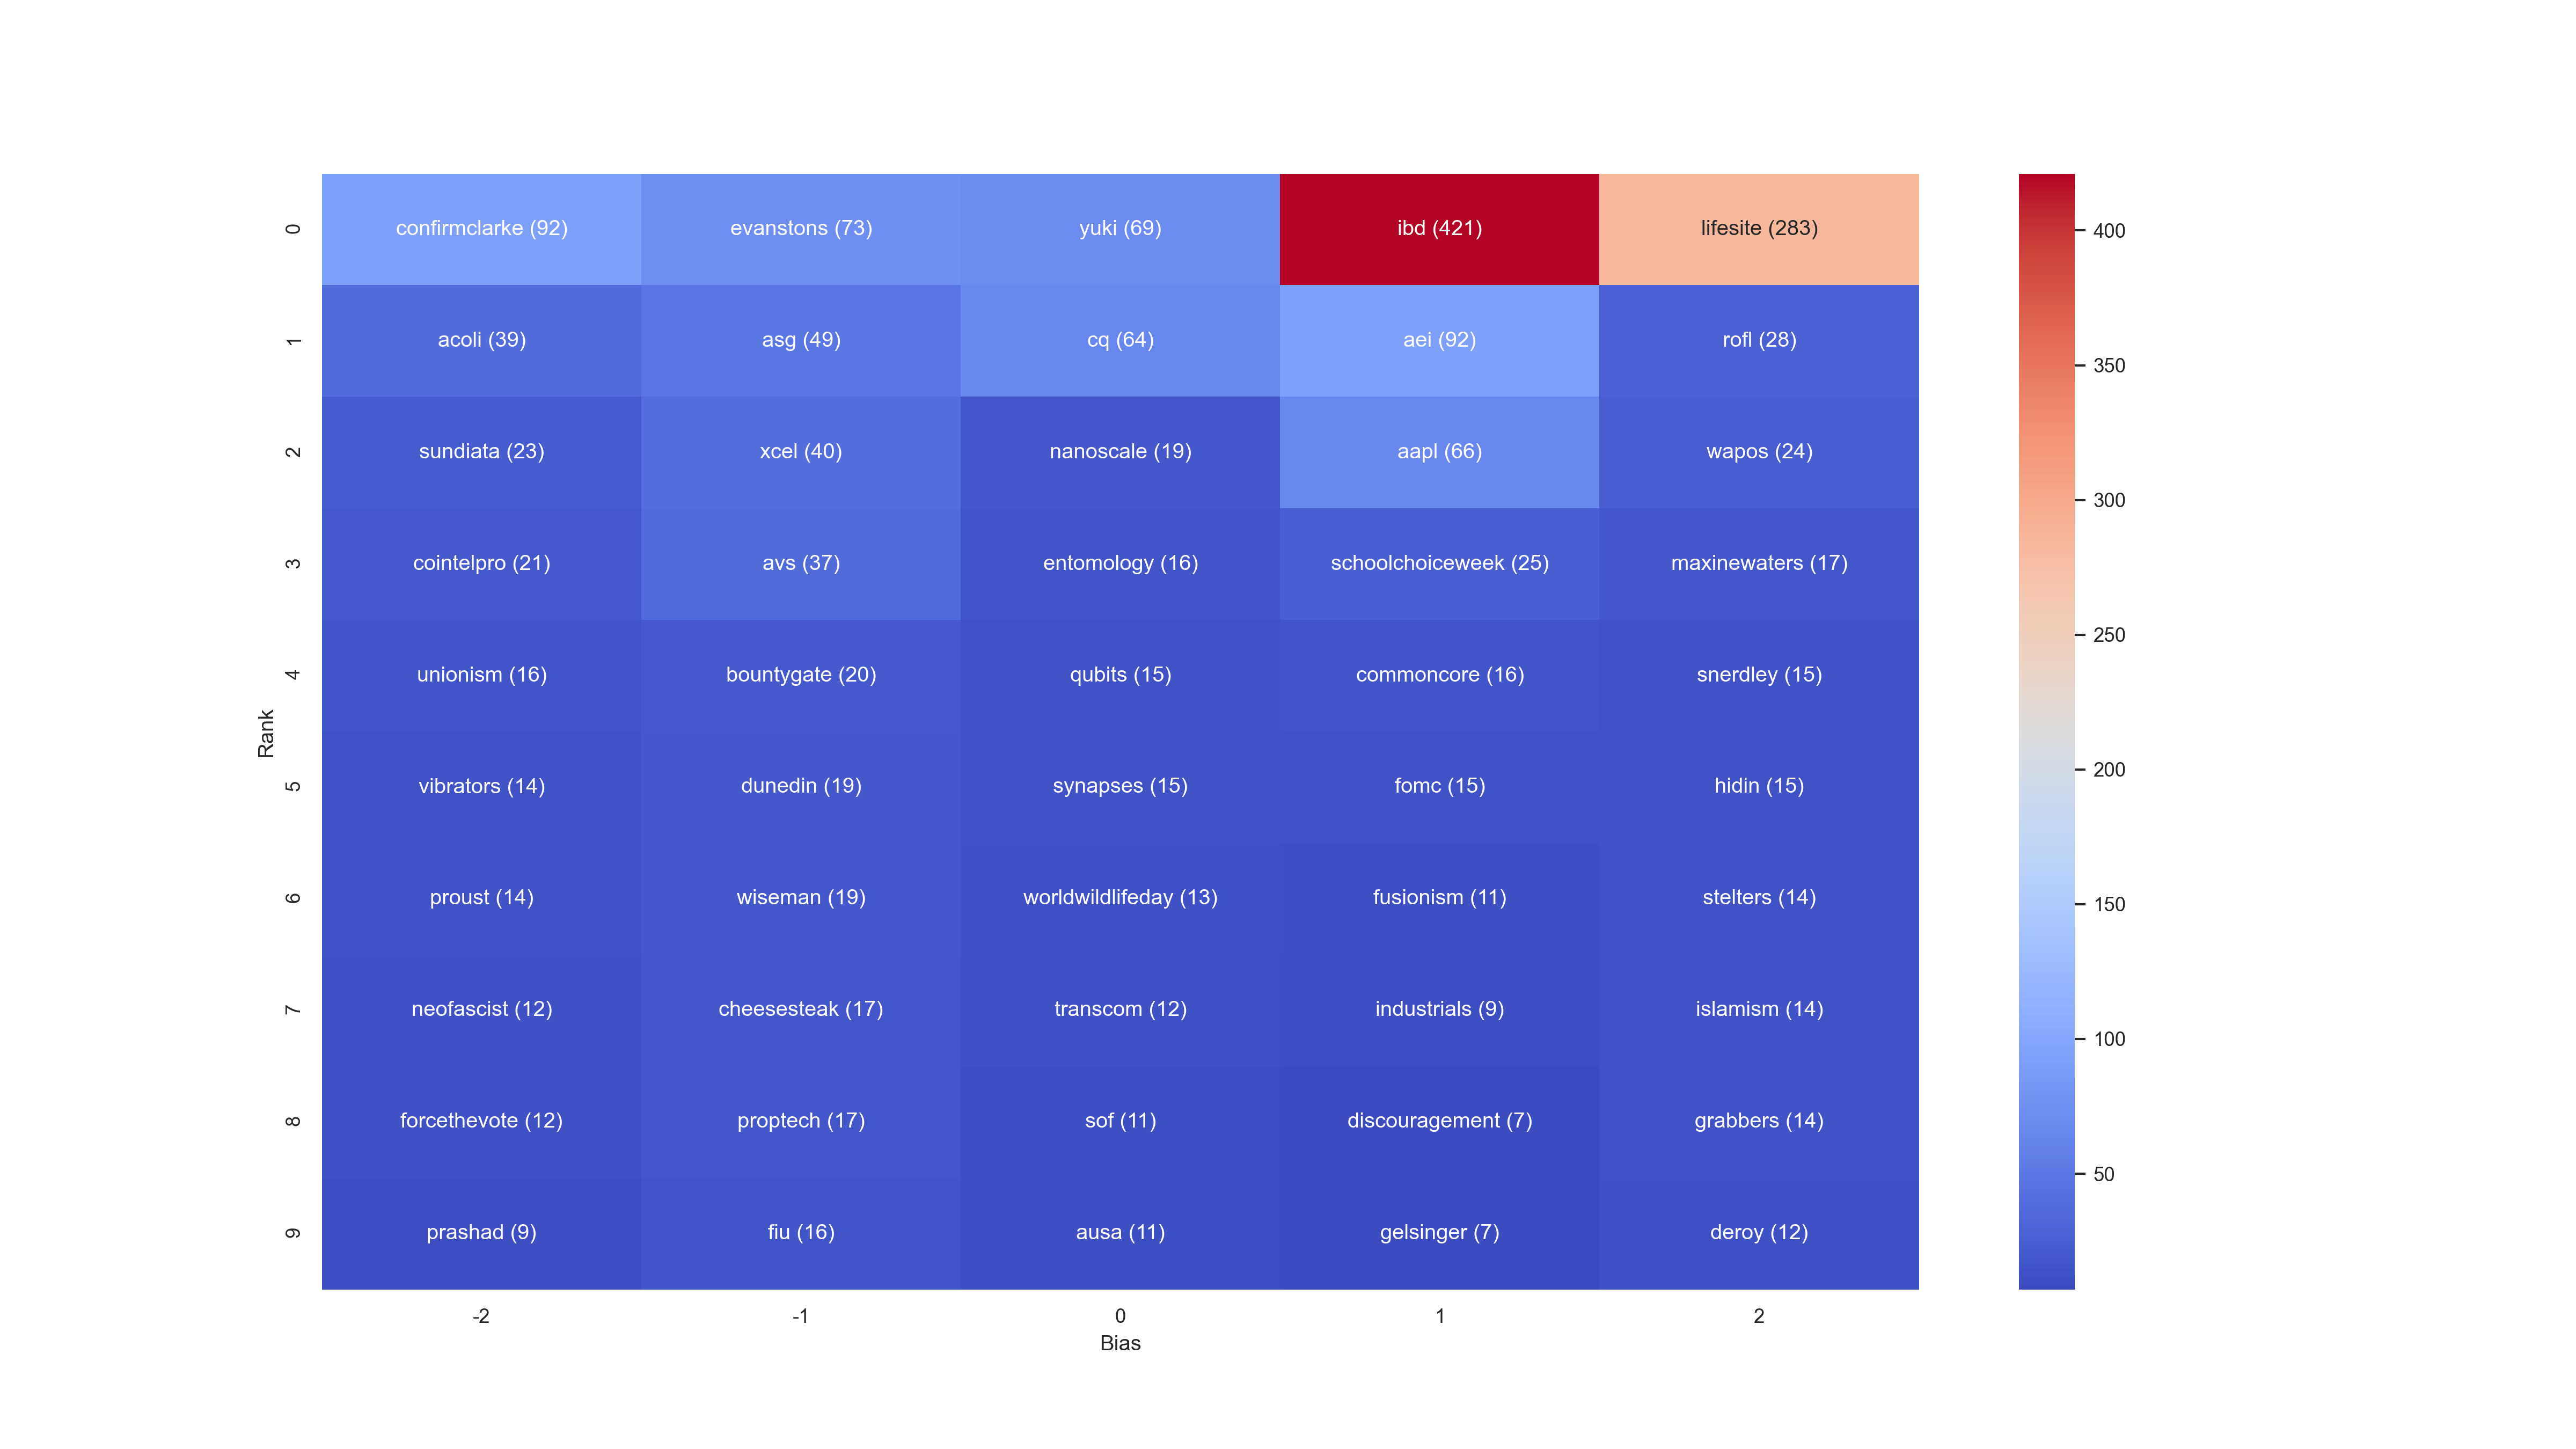 0 confirmclarke (92) evanstons (73) yuki (69) ibd (421) lifesite (283)
1 acoli (39) asg (49) cq (64) aei (92) rofl (28)
2 sundiata (23) xcel (40) nanoscale (19) aapl (66) wapos (24)
3 cointelpro (21) avs (37) entomology (16) schoolchoiceweek (25) maxinewaters (17)
4 unionism (16) bountygate (20) qubits (15) commoncore (16) snerdley (15)
5 vibrators (14) dunedin (19) synapses (15) fomc (15) hidin (15)
6 proust (14) wiseman (19) worldwildlifeday (13) fusionism (11) stelters (14)
7 neofascist (12) cheesesteak (17) transcom (12) industrials (9) islamism (14)
8 forcethevote (12) proptech (17) sof (11) discouragement (7) grabbers (14)
9 prashad (9) fiu (16) ausa (11) gelsinger (7) deroy (12)
Rank
-2 -1 0 1 2
Bias
400
350
300
250
200
150
100
50